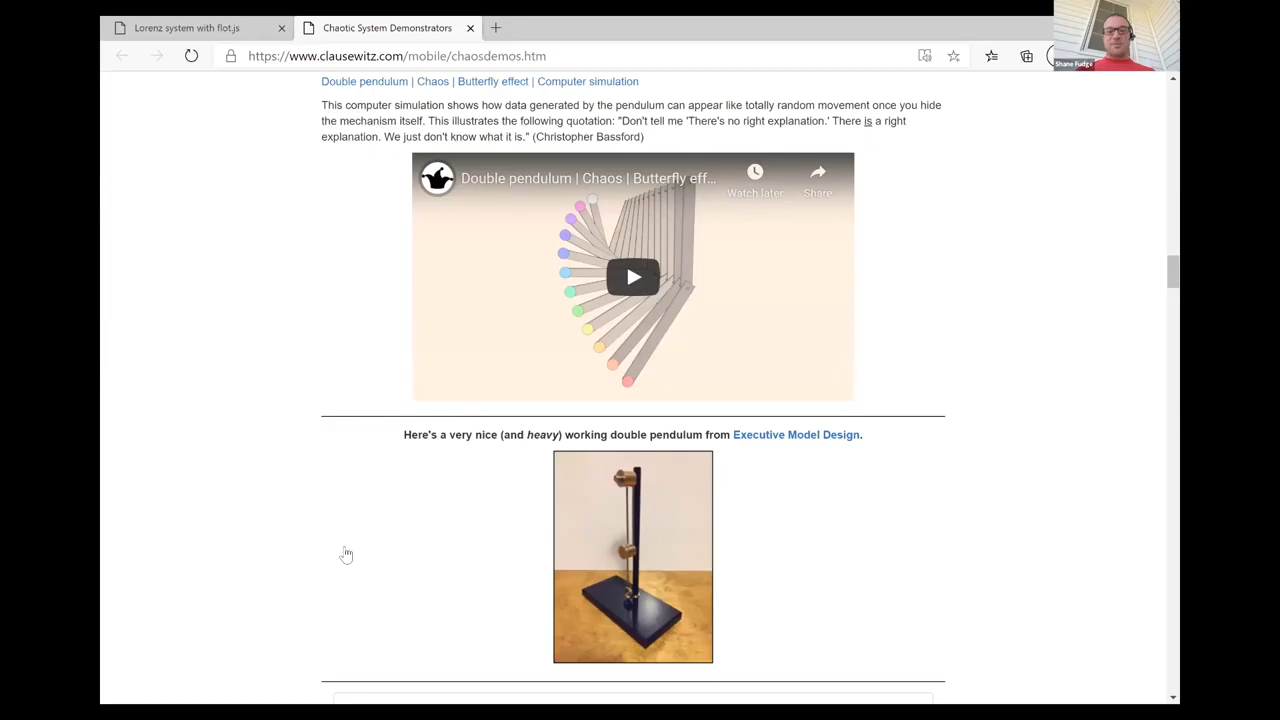 Lorenz system with flot.js
Chaotic System Demonstrators
https://www.clausewitz.com/mobile/chaosdemos.htm
Shane Fudge
Double pendulum | Chaos | Butterfly effect | Computer simulation
This computer simulation shows how data generated by the pendulum can appear like totally random movement once you hide
the mechanism itself. This illustrates the following quotation: "Don't tell me 'There's no right explanation.' There is a right
explanation. We just don't know what it is." (Christopher Bassford)
Double pendulum | Chaos | Butterfly eff...
Watch later
Share
Here's a very nice (and heavy) working double pendulum from Executive Model Design.